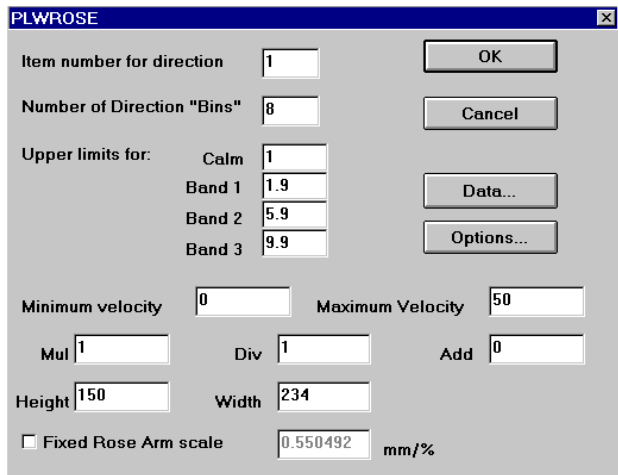 PLWROSE
Item number for direction 1 OK
Number of Direction "Bins" 8 Cancel
Upper limits for: Calm 1
Band 1 1.9 Data...
Band 2 5.9
Band 3 9.9 Options...
Minimum velocity 0 Maximum Velocity 50
Mul 1 Div 1 Add 0
Height 150 Width 234
Fixed Rose Arm scale 0.550492 mm/%